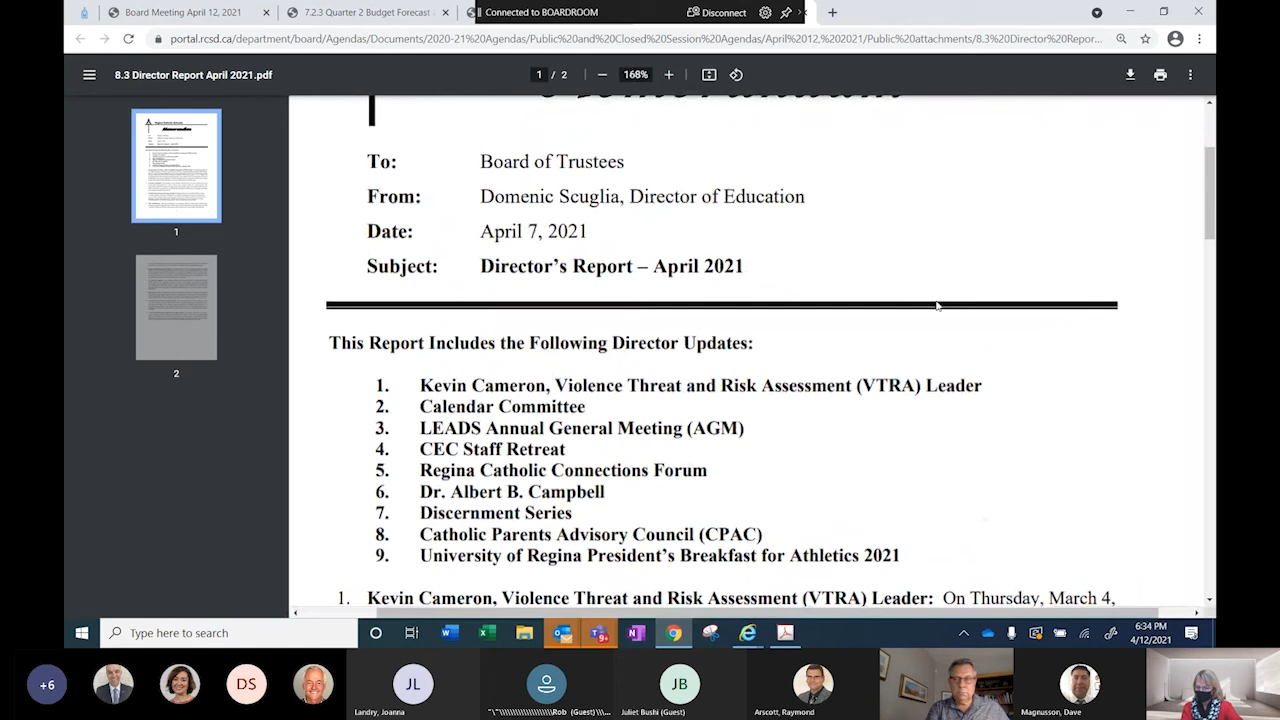 Board Meeting April 12, 2021
7.2.3 Quarter 2 Budget Forecast
Connected to BOARDROOM
Disconnect
portal.rcsd.ca/department/board/Agendas/Documents/2020-21%20Agendas/Public%20and%20Closed%20Session%20Agendas/April%2012,%202021/Public%20attachments/8.3%20Director%20Repor...
8.3 Director Report April 2021.pdf
1 / 2
168%
To: Board of Trustees
From: Domenic Scuglia, Director of Education
Date: April 7, 2021
Subject: Director's Report – April 2021
This Report Includes the Following Director Updates:
1. Kevin Cameron, Violence Threat and Risk Assessment (VTRA) Leader
2. Calendar Committee
3. LEADS Annual General Meeting (AGM)
4. CEC Staff Retreat
5. Regina Catholic Connections Forum
6. Dr. Albert B. Campbell
7. Discernment Series
8. Catholic Parents Advisory Council (CPAC)
9. University of Regina President's Breakfast for Athletics 2021
1. Kevin Cameron, Violence Threat and Risk Assessment (VTRA) Leader: On Thursday, March 4,
1
2
Type here to search
9+
6:34 PM
4/12/2021
+6
DS
JL
JB
Landry, Joanna
Rob (Guest)
Juliet Bushi (Guest)
Arscott, Raymond
Magnusson, Dave